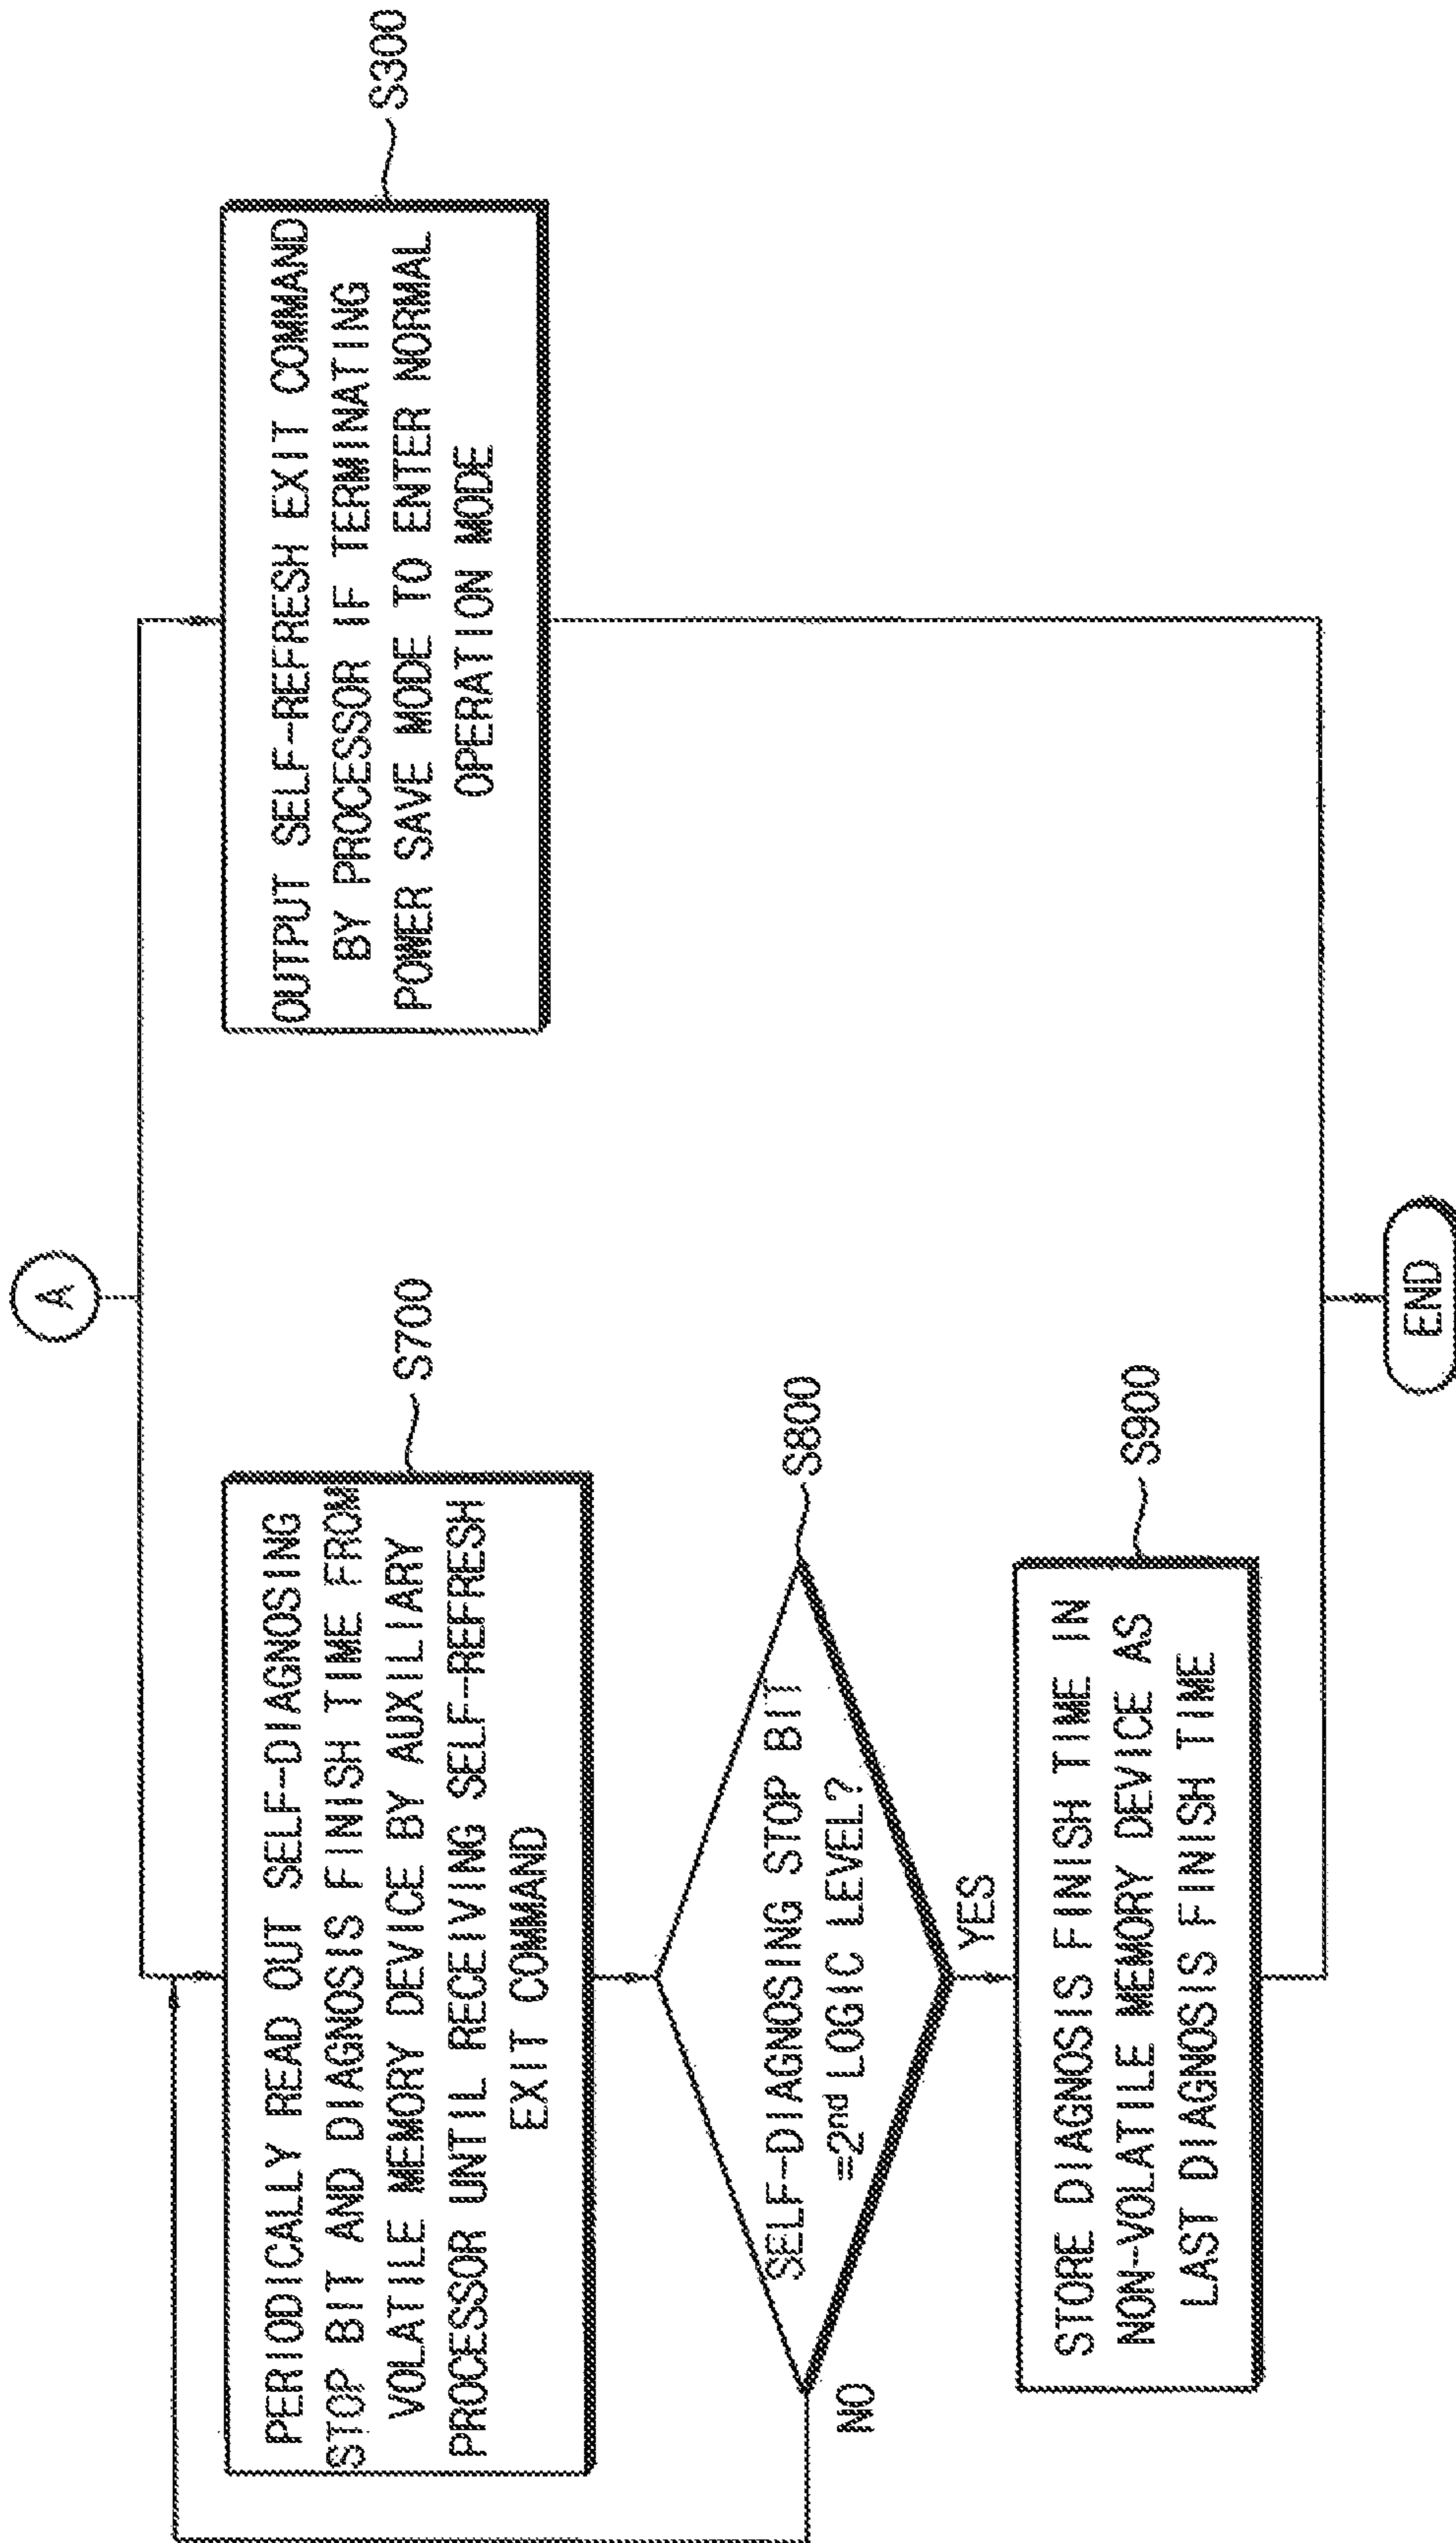 A
PERIODICALLY READ OUT SELF-DIAGNOSING
STOP BIT AND DIAGNOSIS FINISH TIME FROM
VOLATILE MEMORY DEVICE BY AUXILIARY
PROCESSOR UNTIL RECEIVING SELF-REFRESH
EXIT COMMAND
S700
SELF-DIAGNOSING STOP BIT
=2nd LOGIC LEVEL?
S800
NO
YES
STORE DIAGNOSIS FINISH TIME IN
NON-VOLATILE MEMORY DEVICE AS
LAST DIAGNOSIS FINISH TIME
S900
OUTPUT SELF-REFRESH EXIT COMMAND
BY PROCESSOR IF TERMINATING
POWER SAVE MODE TO ENTER NORMAL
OPERATION MODE
S300
END